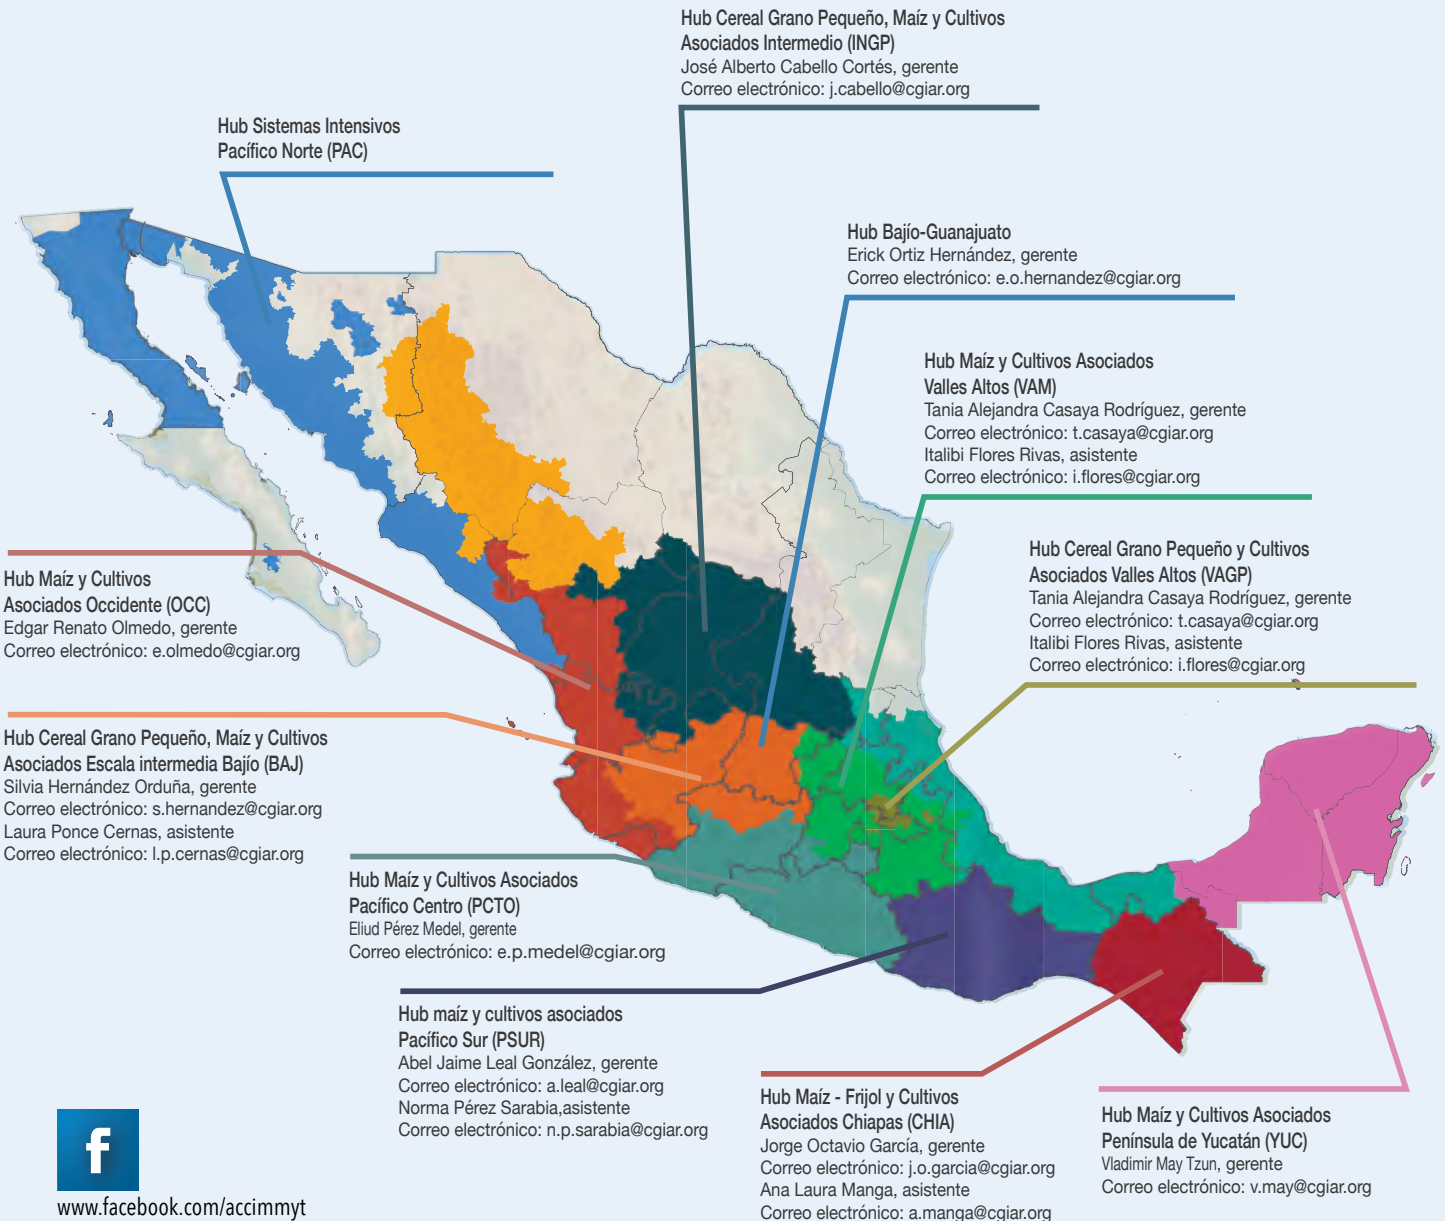 Hub Cereal Grano Pequeño, Maíz y Cultivos
Asociados Intermedio (INGP)
José Alberto Cabello Cortés, gerente
Correo electrónico: j.cabello@cgiar.org
Hub Sistemas Intensivos
Pacífico Norte (PAC)
Hub Bajío-Guanajuato
Erick Ortiz Hernández, gerente
Correo electrónico: e.o.hernandez@cgiar.org
Hub Maíz y Cultivos Asociados
Valles Altos (VAM)
Tania Alejandra Casaya Rodríguez, gerente
Correo electrónico: t.casaya@cgiar.org
Italibi Flores Rivas, asistente
Correo electrónico: i.flores@cgiar.org
Hub Cereal Grano Pequeño y Cultivos
Asociados Valles Altos (VAGP)
Tania Alejandra Casaya Rodríguez, gerente
Correo electrónico: t.casaya@cgiar.org
Italibi Flores Rivas, asistente
Correo electrónico: i.flores@cgiar.org
Hub Maíz y Cultivos
Asociados Occidente (OCC)
Edgar Renato Olmedo, gerente
Correo electrónico: e.olmedo@cgiar.org
Hub Cereal Grano Pequeño, Maíz y Cultivos
Asociados Escala intermedia Bajío (BAJ)
Silvia Hernández Orduña, gerente
Correo electrónico: s.hernandez@cgiar.org
Laura Ponce Cernas, asistente
Correo electrónico: l.p.cernas@cgiar.org
Hub Maíz y Cultivos Asociados
Pacífico Centro (PCTO)
Eliud Pérez Medel, gerente
Correo electrónico: e.p.medel@cgiar.org
Hub maíz y cultivos asociados
Pacífico Sur (PSUR)
Abel Jaime Leal González, gerente
Correo electrónico: a.leal@cgiar.org
Norma Pérez Sarabia,asistente
Correo electrónico: n.p.sarabia@cgiar.org
Hub Maíz - Frijol y Cultivos
Asociados Chiapas (CHIA)
Jorge Octavio García, gerente
Correo electrónico: j.o.garcia@cgiar.org
Ana Laura Manga, asistente
Correo electrónico: a.manga@cgiar.org
Hub Maíz y Cultivos Asociados
Península de Yucatán (YUC)
Vladimir May Tzun, gerente
Correo electrónico: v.may@cgiar.org
f
www.facebook.com/accimmyt